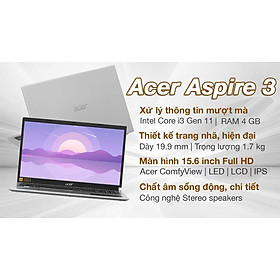 Acer Aspire 3
Xử lý thông tin mượt mà
Intel Core i3 Gen 11 | RAM 4 GB
Thiết kế trang nhã, hiện đại
Dày 19.9 mm | Trọng lượng 1.7 kg
Màn hình 15.6 inch Full HD
Acer ComfyView | LED | LCD | IPS
Chất âm sống động, chi tiết
Công nghệ Stereo speakers
acer
acer